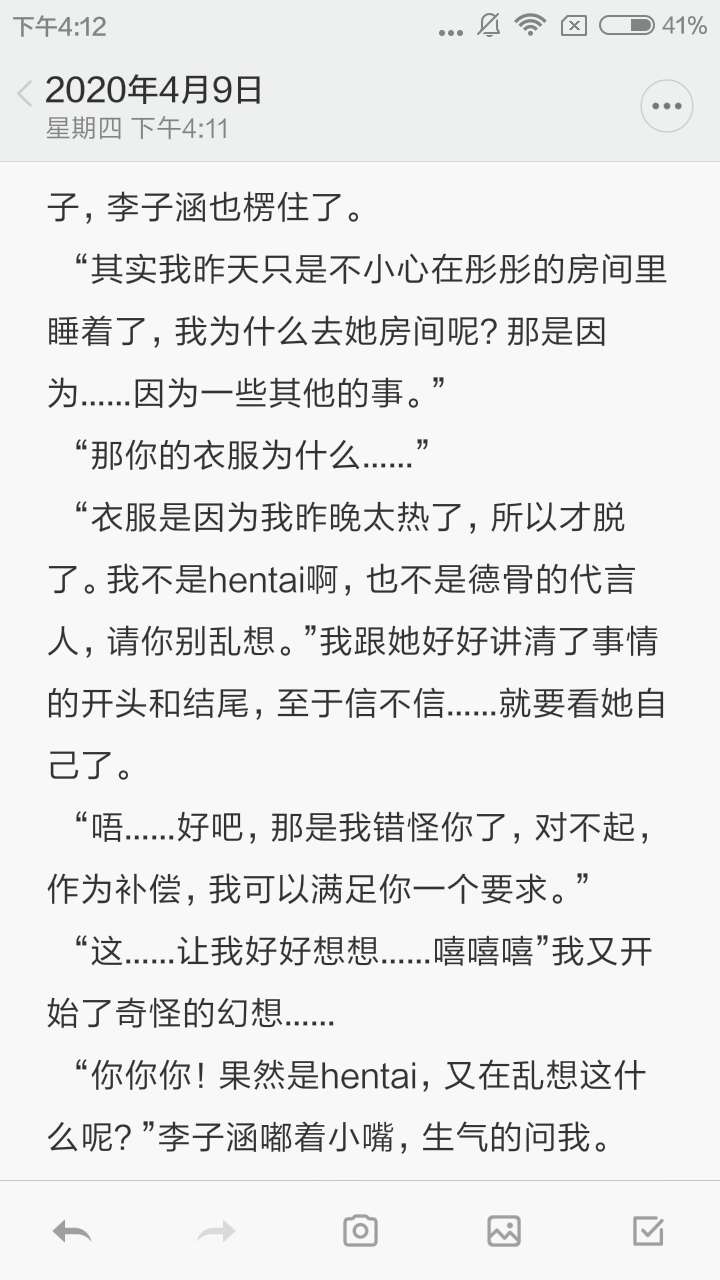 下午4:12
41%
2020年4月9日
星期四 下午4:11
子，李子涵也楞住了。
“其实我昨天只是不小心在彤彤的房间里
睡着了，我为什么去她房间呢？那是因
为……因为一些其他的事。”
“那你的衣服为什么……”
“衣服是因为我昨晚太热了，所以才脱
了。我不是hentai啊，也不是德骨的代言
人，请你别乱想。”我跟她好好讲清了事情
的开头和结尾，至于信不信……就要看她自
己了。
“唔……好吧，那是我错怪你了，对不起，
作为补偿，我可以满足你一个要求。”
“这……让我好好想想……嘻嘻嘻”我又开
始了奇怪的幻想……
“你你你！果然是hentai，又在乱想这什
么呢？”李子涵嘟着小嘴，生气的问我。